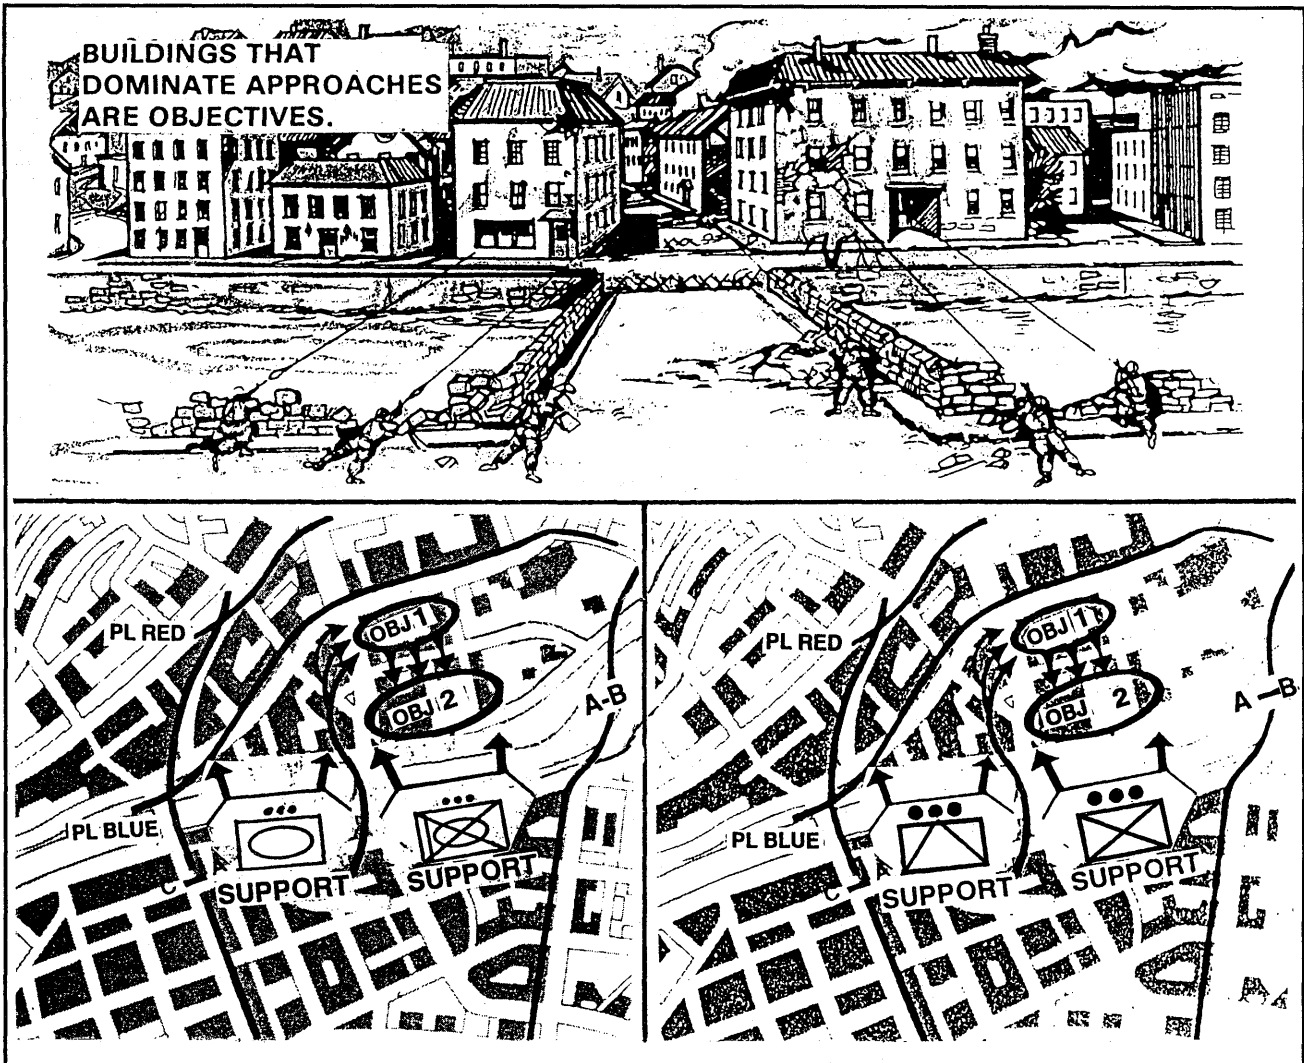 BUILDINGS THAT
DOMINATE APPROACHES
ARE OBJECTIVES.
PL RED
OBJ 1
OBJ 2
A-B
PL BLUE
C
A
SUPPORT
SUPPORT
PL RED
OBJ 1
OBJ 2
A-B
PL BLUE
C
A
SUPPORT
SUPPORT